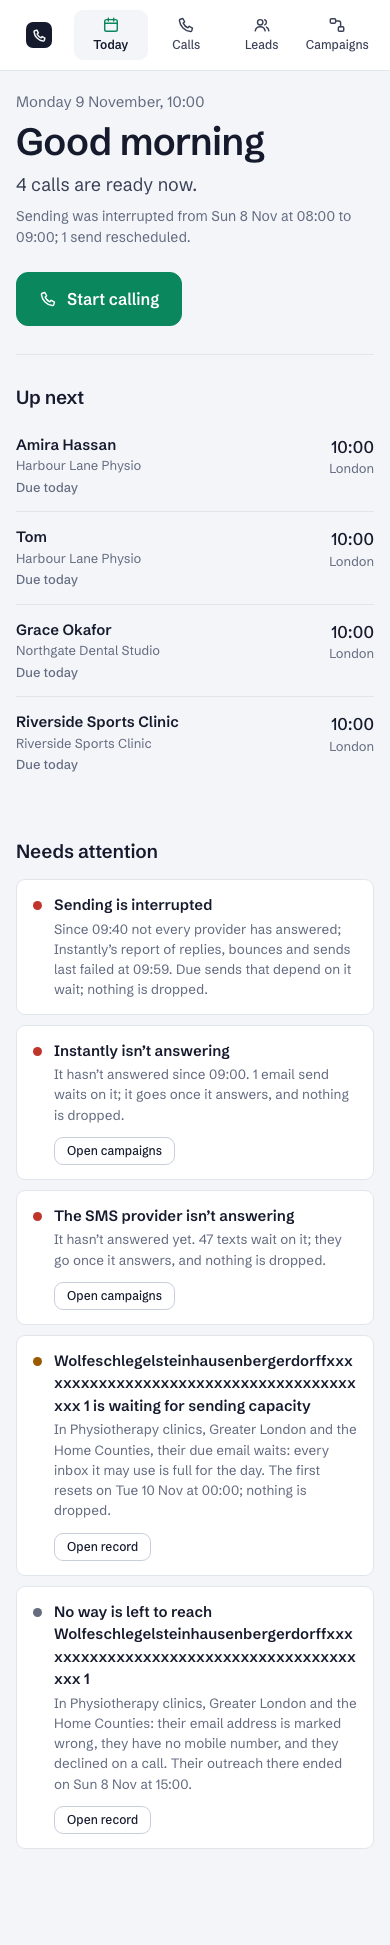 Today
Calls
Leads
Campaigns
Monday 9 November, 10:00
Good morning
4 calls are ready now.
Sending was interrupted from Sun 8 Nov at 08:00 to
09:00; 1 send rescheduled.
Start calling
Up next
Amira Hassan
10:00
Harbour Lane Physio
London
Due today
Tom
10:00
Harbour Lane Physio
London
Due today
Grace Okafor
10:00
Northgate Dental Studio
London
Due today
Riverside Sports Clinic
10:00
Riverside Sports Clinic
London
Due today
Needs attention
Sending is interrupted
Since 09:40 not every provider has answered;
Instantly’s report of replies, bounces and sends
last failed at 09:59. Due sends that depend on it
wait; nothing is dropped.
Instantly isn’t answering
It hasn’t answered since 09:00. 1 email send
waits on it; it goes once it answers, and nothing
is dropped.
Open campaigns
The SMS provider isn’t answering
It hasn’t answered yet. 47 texts wait on it; they
go once it answers, and nothing is dropped.
Open campaigns
Wolfeschlegelsteinhausenbergerdorffxxx
xxxxxxxxxxxxxxxxxxxxxxxxxxxxxxxxxx
xxx 1 is waiting for sending capacity
In Physiotherapy clinics, Greater London and the
Home Counties, their due email waits: every
inbox it may use is full for the day. The first
resets on Tue 10 Nov at 00:00; nothing is
dropped.
Open record
No way is left to reach
Wolfeschlegelsteinhausenbergerdorffxxx
xxxxxxxxxxxxxxxxxxxxxxxxxxxxxxxxxx
xxx 1
In Physiotherapy clinics, Greater London and the
Home Counties: their email address is marked
wrong, they have no mobile number, and they
declined on a call. Their outreach there ended
on Sun 8 Nov at 15:00.
Open record